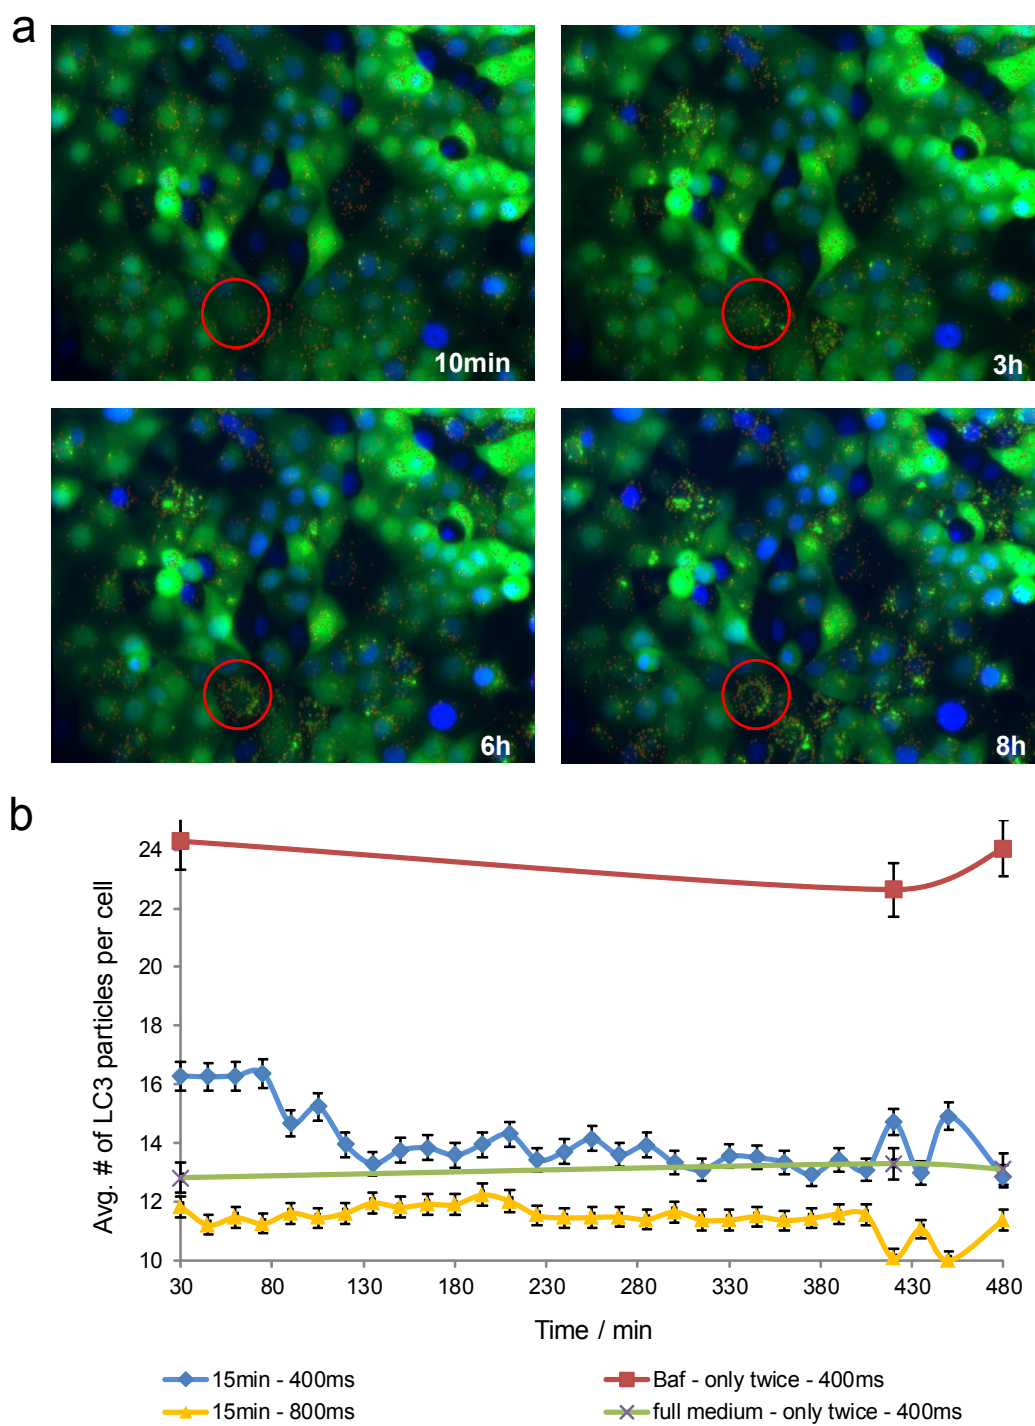 a
10min
3h
6h
8h
b
Avg. # of LC3 particles per cell
24
22
20
18
16
14
12
10
30 80 130 180 230 280 330 380 430 480
Time / min
15min - 400ms
Baf - only twice - 400ms
15min - 800ms
full medium - only twice - 400ms